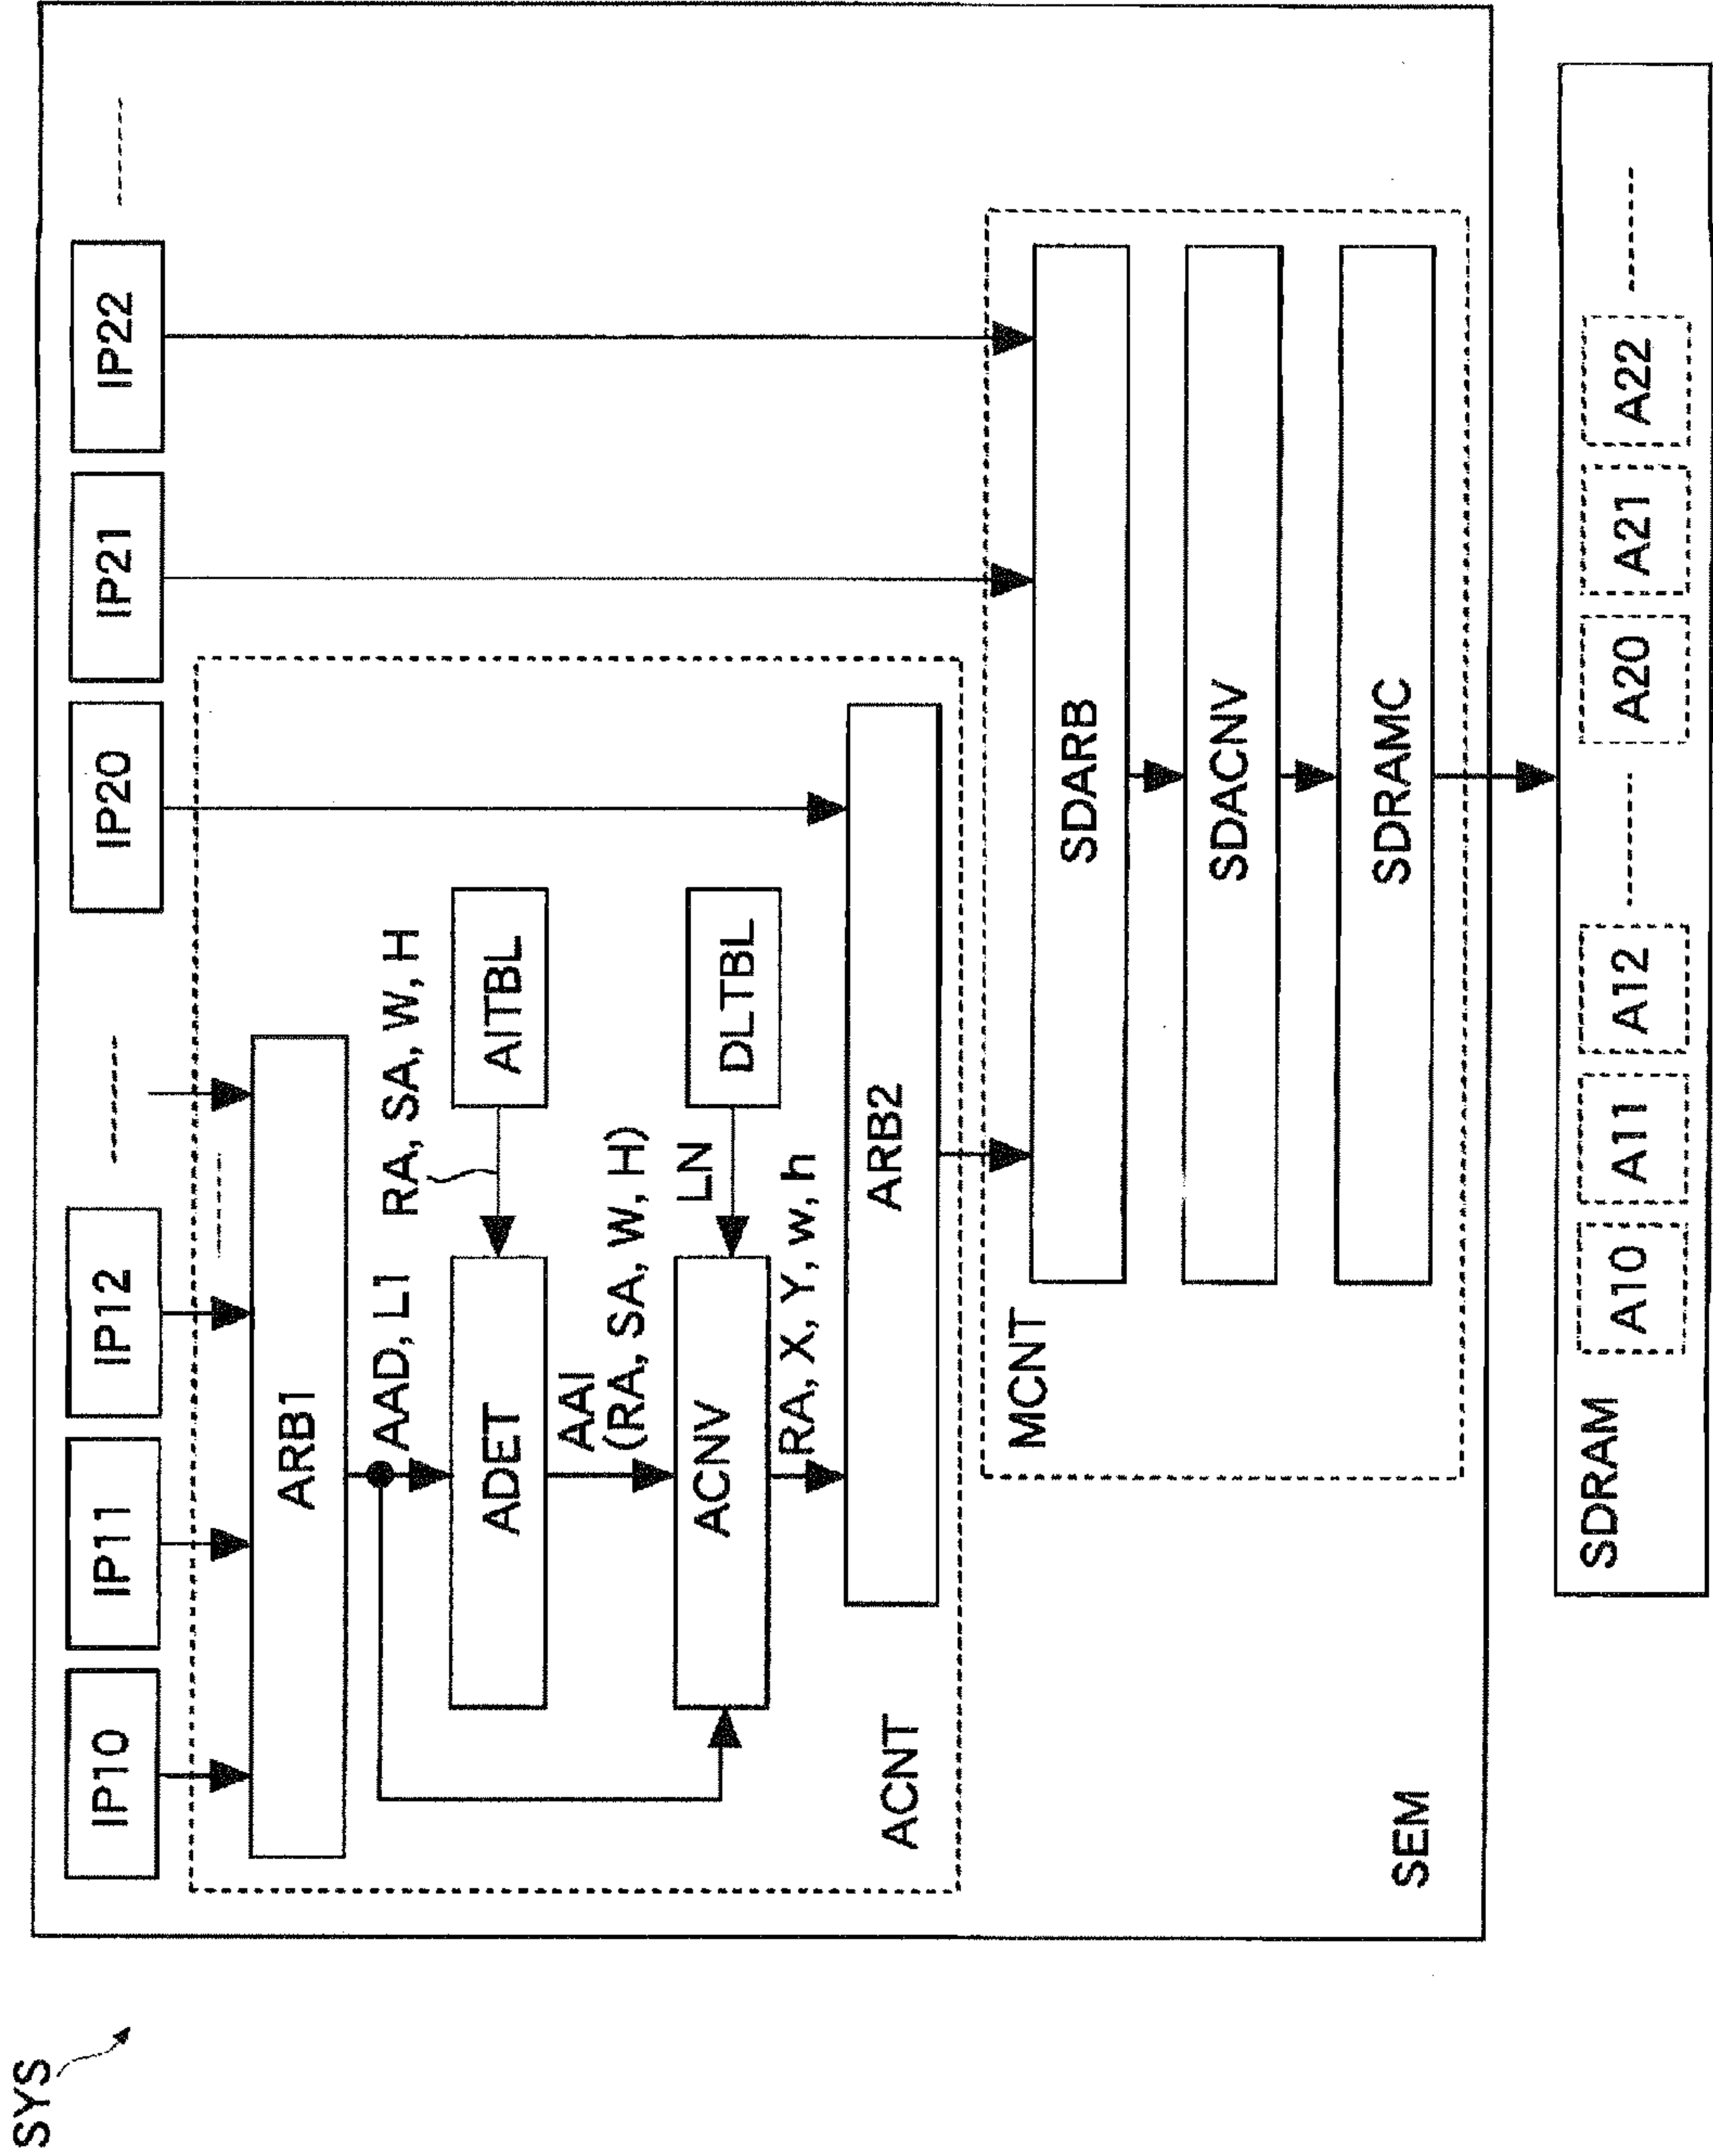 SYS
IP10 IP11 IP12 IP20 IP21 IP22
ARB1
AAD, L1 RA, SA, W, H
ADET AITBL
AAI
(RA, SA, W, H) LN
ACNV DLTBL
RA, X, Y, w, h
ARB2
ACNT
MCNT
SDARB
SDACNV
SDRAMC
SEM
SDRAM A10 A11 A12 A20 A21 A22